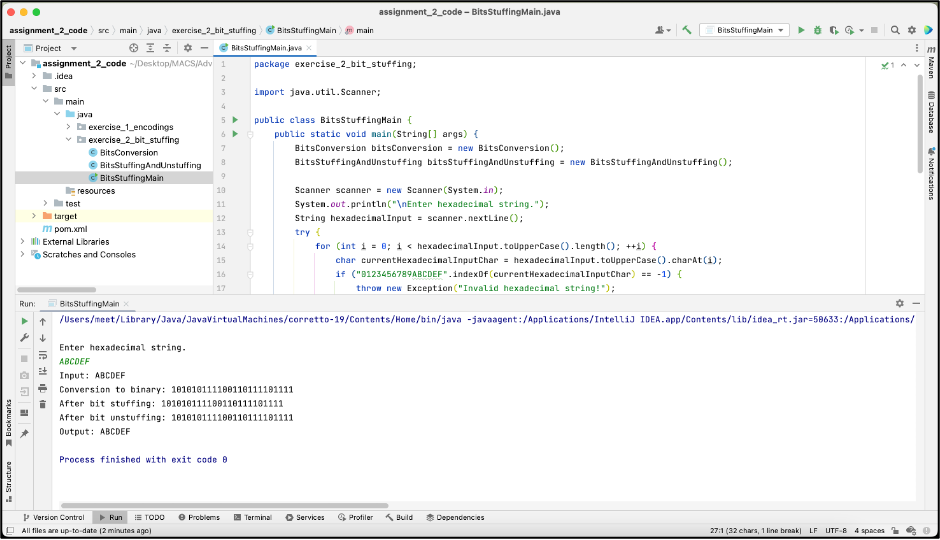 assignment_2_code – BitsStuffingMain.java
assignment_2_code › src › main › java › exercise_2_bit_stuffing › BitsStuffingMain › main
BitsStuffingMain
Project
BitsStuffingMain.java
assignment_2_code ~/Desktop/MACS/Adv
.idea
src
main
java
exercise_1_encodings
exercise_2_bit_stuffing
BitsConversion
BitsStuffingAndUnstuffing
BitsStuffingMain
resources
test
target
pom.xml
External Libraries
Scratches and Consoles
1 package exercise_2_bit_stuffing;
2
3 import java.util.Scanner;
4
5 public class BitsStuffingMain {
6 public static void main(String[] args) {
7 BitsConversion bitsConversion = new BitsConversion();
8 BitsStuffingAndUnstuffing bitsStuffingAndUnstuffing = new BitsStuffingAndUnstuffing();
9
10 Scanner scanner = new Scanner(System.in);
11 System.out.println("\nEnter hexadecimal string.");
12 String hexadecimalInput = scanner.nextLine();
13 try {
14 for (int i = 0; i < hexadecimalInput.toUpperCase().length(); ++i) {
15 char currentHexadecimalInputChar = hexadecimalInput.toUpperCase().charAt(i);
16 if ("0123456789ABCDEF".indexOf(currentHexadecimalInputChar) == -1) {
17 throw new Exception("Invalid hexadecimal string!");
1
Project
Bookmarks
Structure
Maven
Database
Notifications
Run: BitsStuffingMain
/Users/meet/Library/Java/JavaVirtualMachines/corretto-19/Contents/Home/bin/java -javaagent:/Applications/IntelliJ IDEA.app/Contents/lib/idea_rt.jar=50633:/Applications/
Enter hexadecimal string.
ABCDEF
Input: ABCDEF
Conversion to binary: 101010111100110111101111
After bit stuffing: 101010111100110111101111
After bit unstuffing: 101010111100110111101111
Output: ABCDEF
Process finished with exit code 0
Version Control Run TODO Problems Terminal Services Profiler Build Dependencies
All files are up-to-date (2 minutes ago)
27:1 (32 chars, 1 line break) LF UTF-8 4 spaces